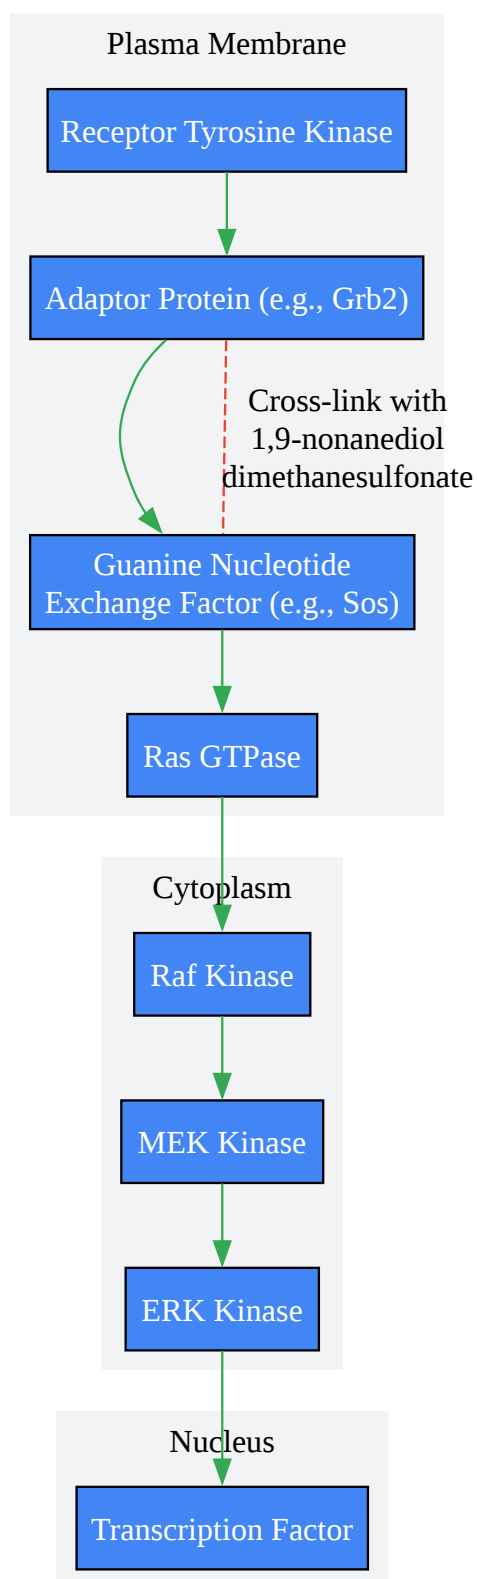 Plasma Membrane
Receptor Tyrosine Kinase
Adaptor Protein (e.g., Grb2)
Cross-link with
1,9-nonanediol
dimethanesulfonate
Guanine Nucleotide
Exchange Factor (e.g., Sos)
Ras GTPase
Cytoplasm
Raf Kinase
MEK Kinase
ERK Kinase
Nucleus
Transcription Factor